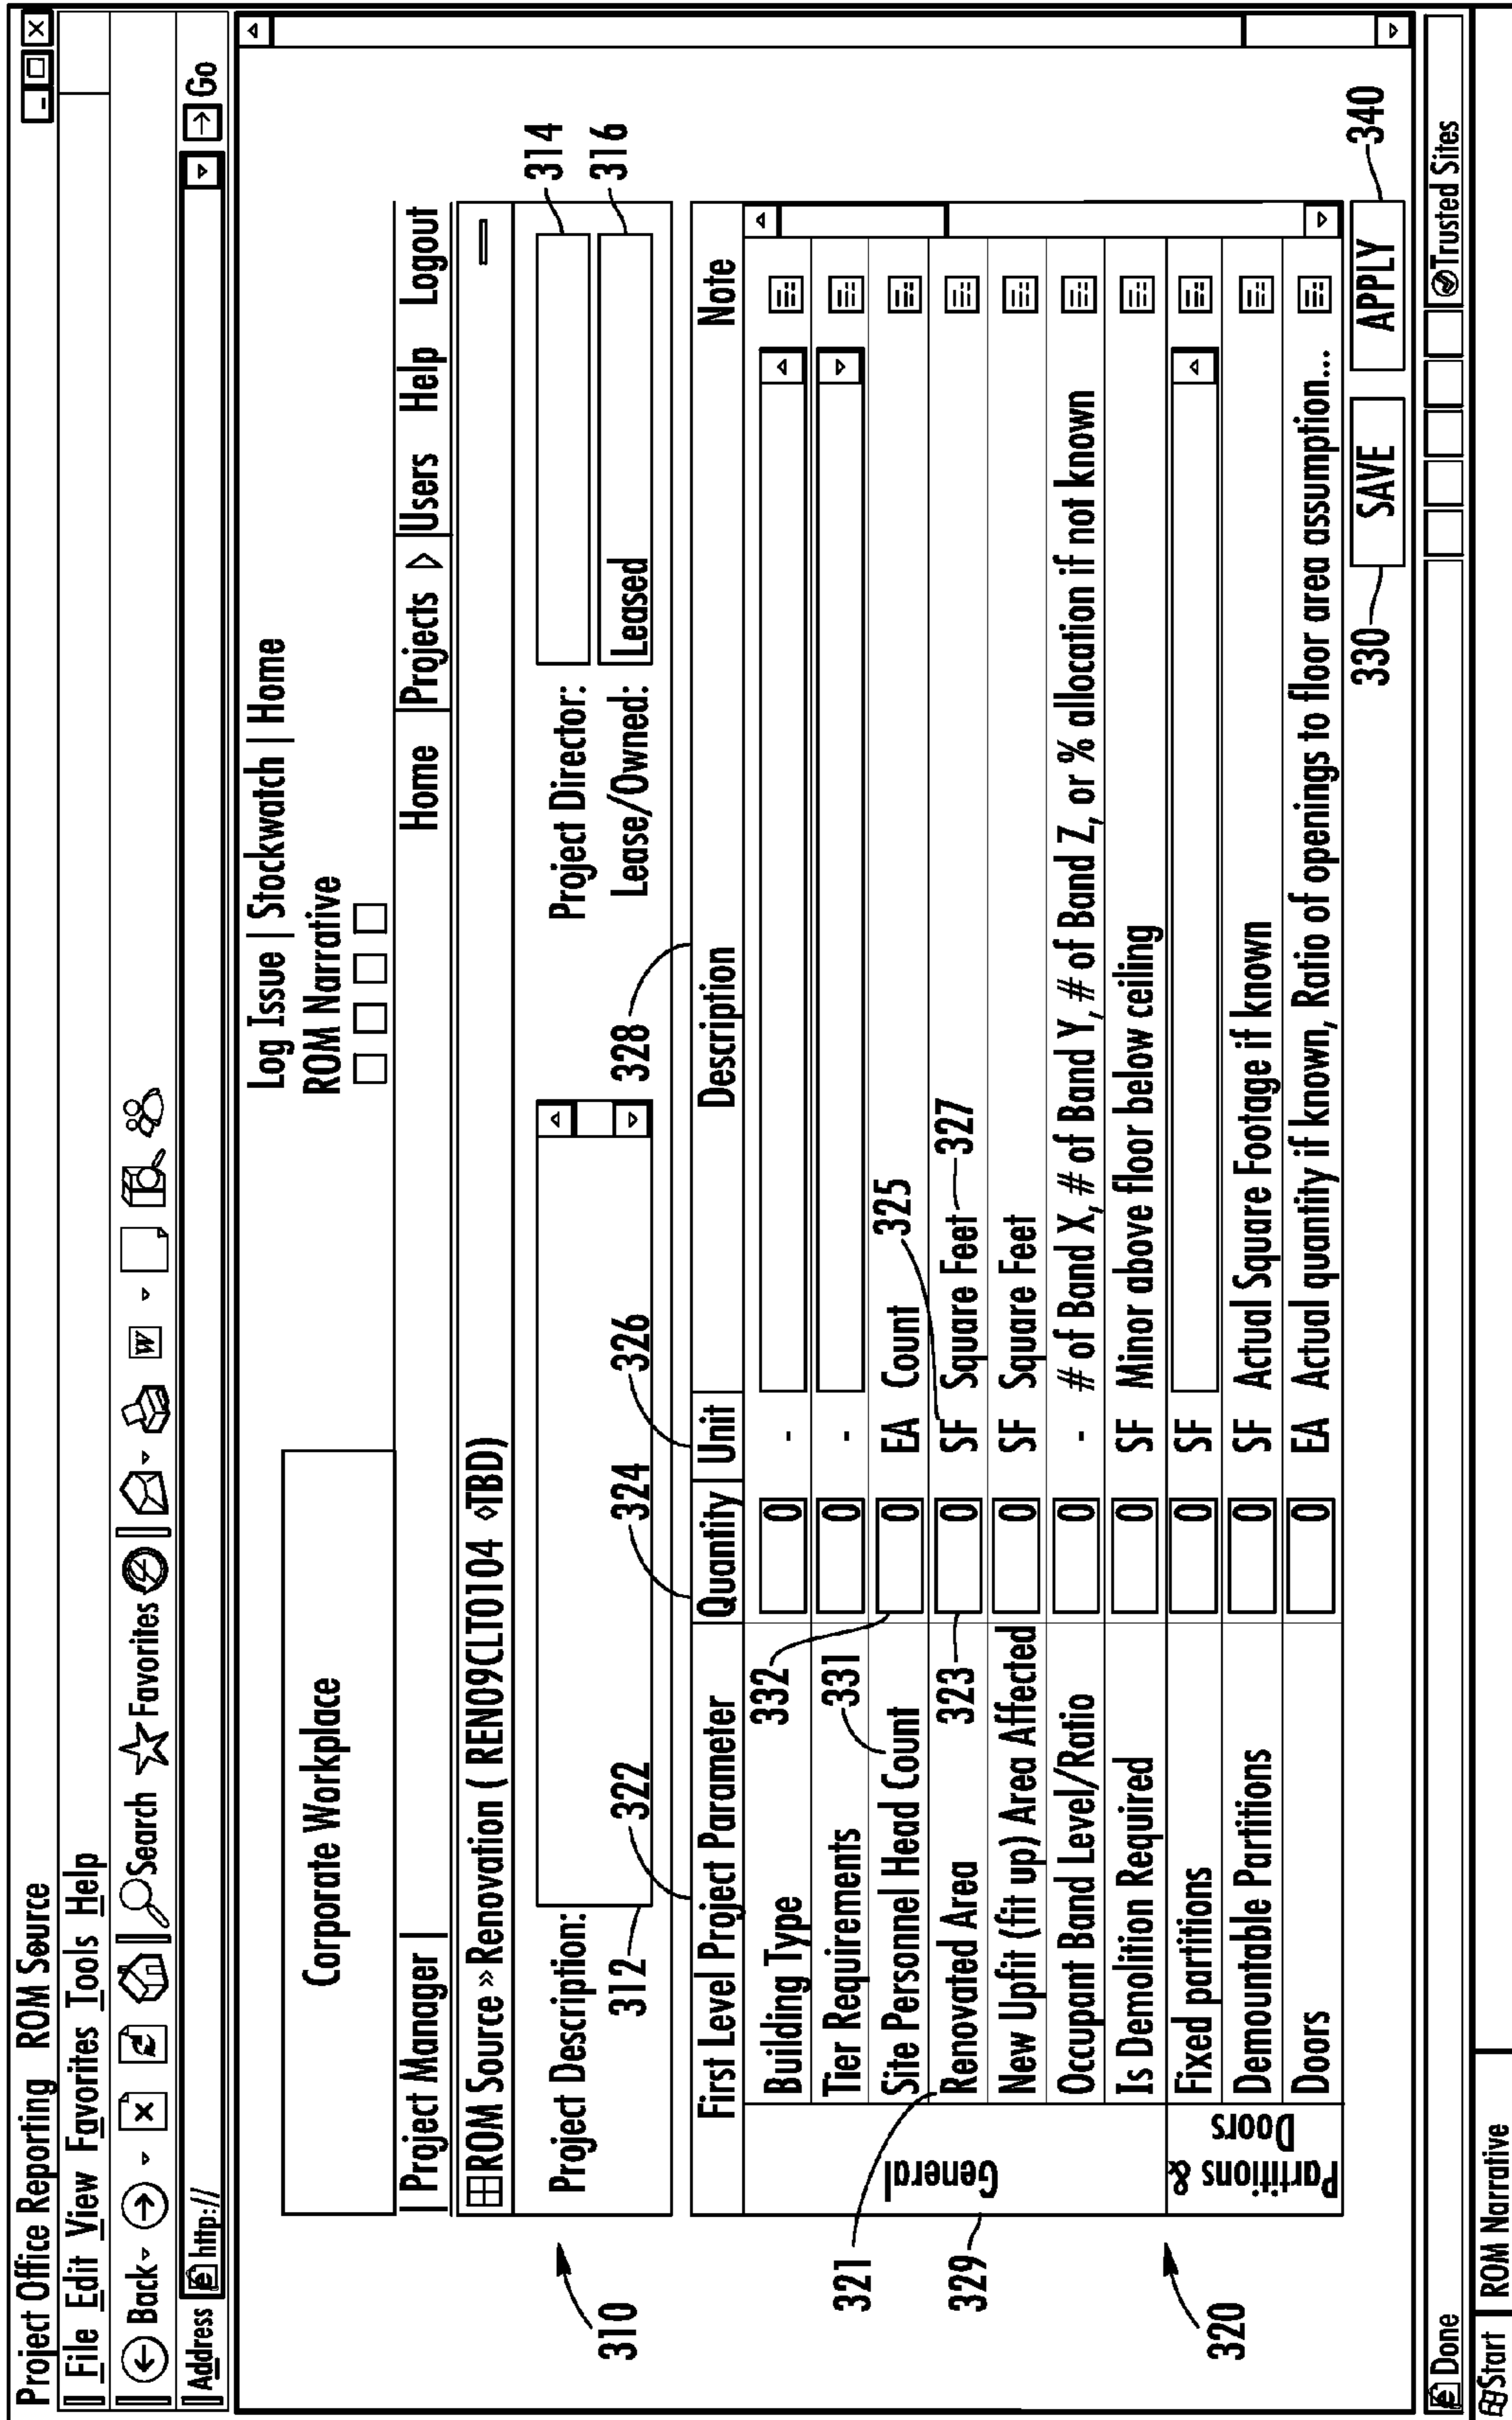 Project Office Reporting ROM Source
File Edit View Favorites Tools Help
Back Search Favorites W
Address http:// Go
Log Issue | Stockwatch | Home
Corporate Workplace
ROM Narrative
| Project Manager | Home | Projects ▷ | Users Help Logout
ROM Source » Renovation ( REN09CLT0104 ◇TBD)
Project Description: Project Director: 314
Lease/Owned: Leased 316
310 312 322 324 326 328
First Level Project Parameter Quantity Unit Description Note
Building Type 0 -
332
Tier Requirements 0 -
331
Site Personnel Head Count 0 EA Count
325
321 Renovated Area 323 0 SF Square Feet 327
New Upfit (fit up) Area Affected 0 SF Square Feet
Occupant Band Level/Ratio 0 - # of Band X, # of Band Y, # of Band Z, or % allocation if not known
Is Demolition Required 0 SF Minor above floor below ceiling
General
329
Fixed partitions 0 SF
Demountable Partitions 0 SF Actual Square Footage if known
Doors 0 EA Actual quantity if known, Ratio of openings to floor area assumption...
Partitions &
Doors
320
330 SAVE APPLY 340
Done Trusted Sites
Start ROM Narrative